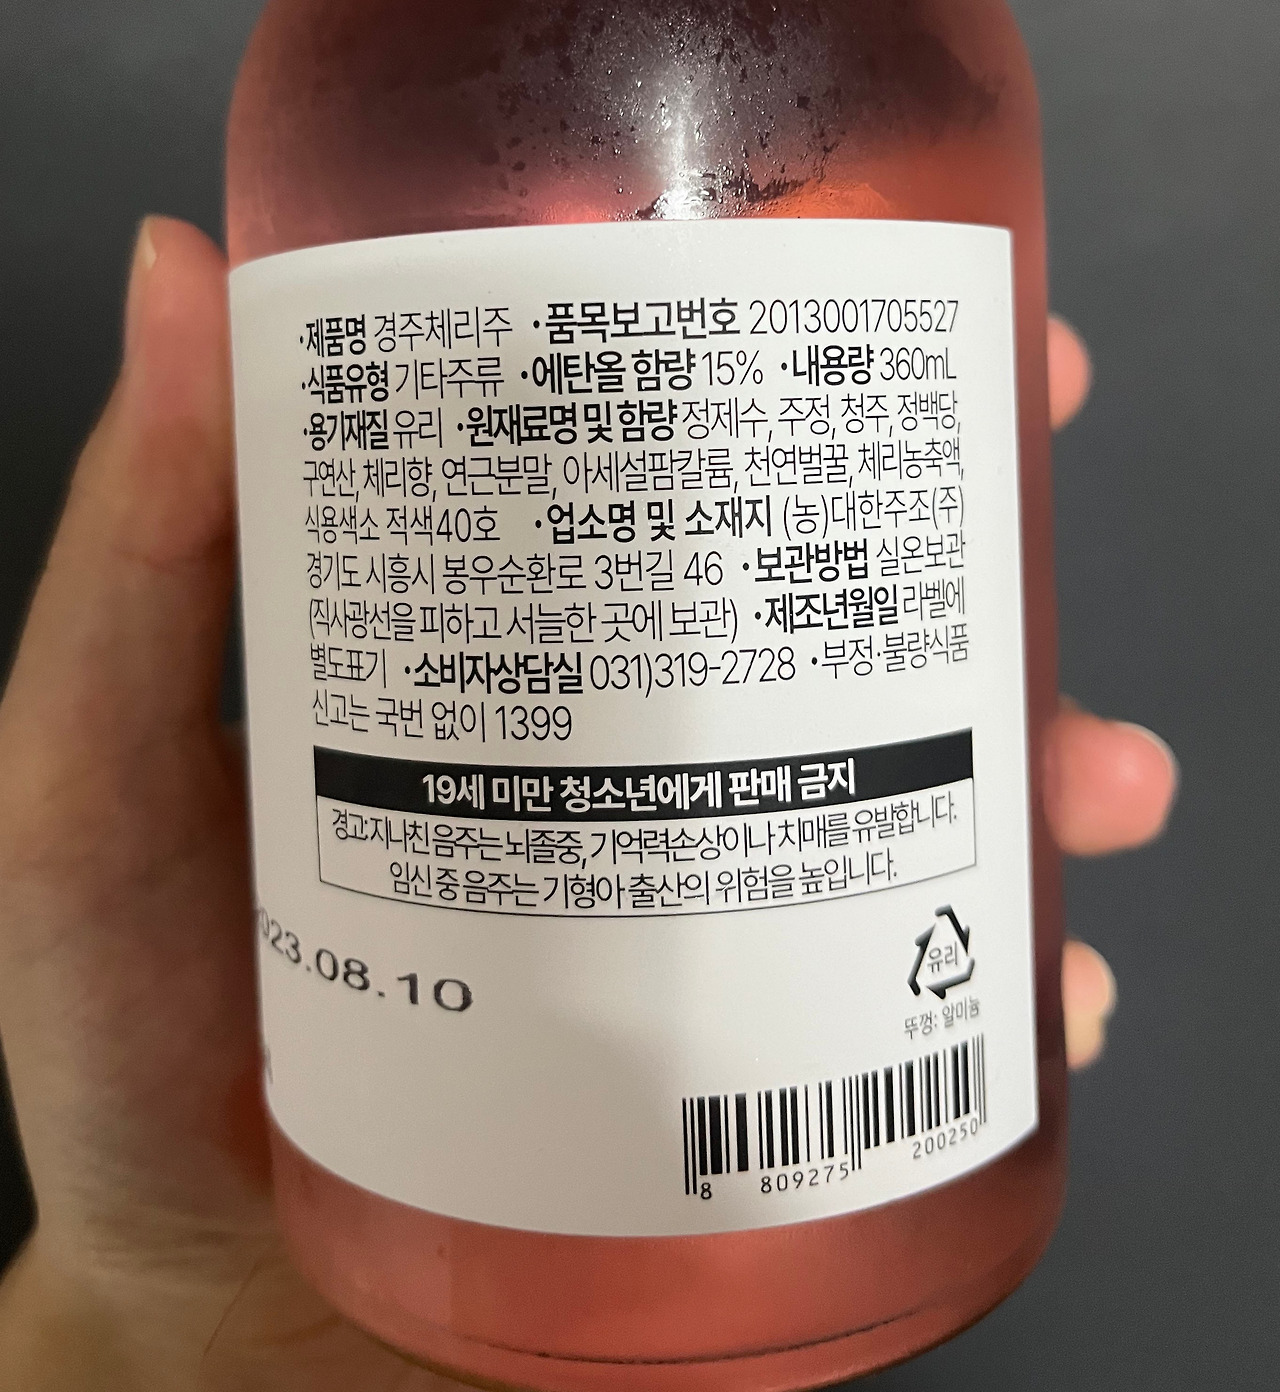 ·제품명 경주체리주 ·품목보고번호 2013001705527
·식품유형 기타주류 ·에탄올 함량 15% ·내용량 360mL
·용기재질 유리 ·원재료명 및 함량 정제수, 주정, 청주, 정백당,
구연산, 체리향, 연근분말, 아세설팜칼륨, 천연벌꿀, 체리농축액,
식용색소 적색40호 ·업소명 및 소재지 (농)대한주조(주)
경기도 시흥시 봉우순환로 3번길 46 ·보관방법 실온보관
(직사광선을 피하고 서늘한 곳에 보관) ·제조년월일 라벨에
별도표기 ·소비자상담실 031)319-2728 ·부정·불량식품
신고는 국번 없이 1399
19세 미만 청소년에게 판매 금지
경고:지나친 음주는 뇌졸중, 기억력손상이나 치매를 유발합니다.
임신 중 음주는 기형아 출산의 위험을 높입니다.
2023.08.10
유리
뚜껑: 알미늄
8 809275 200250